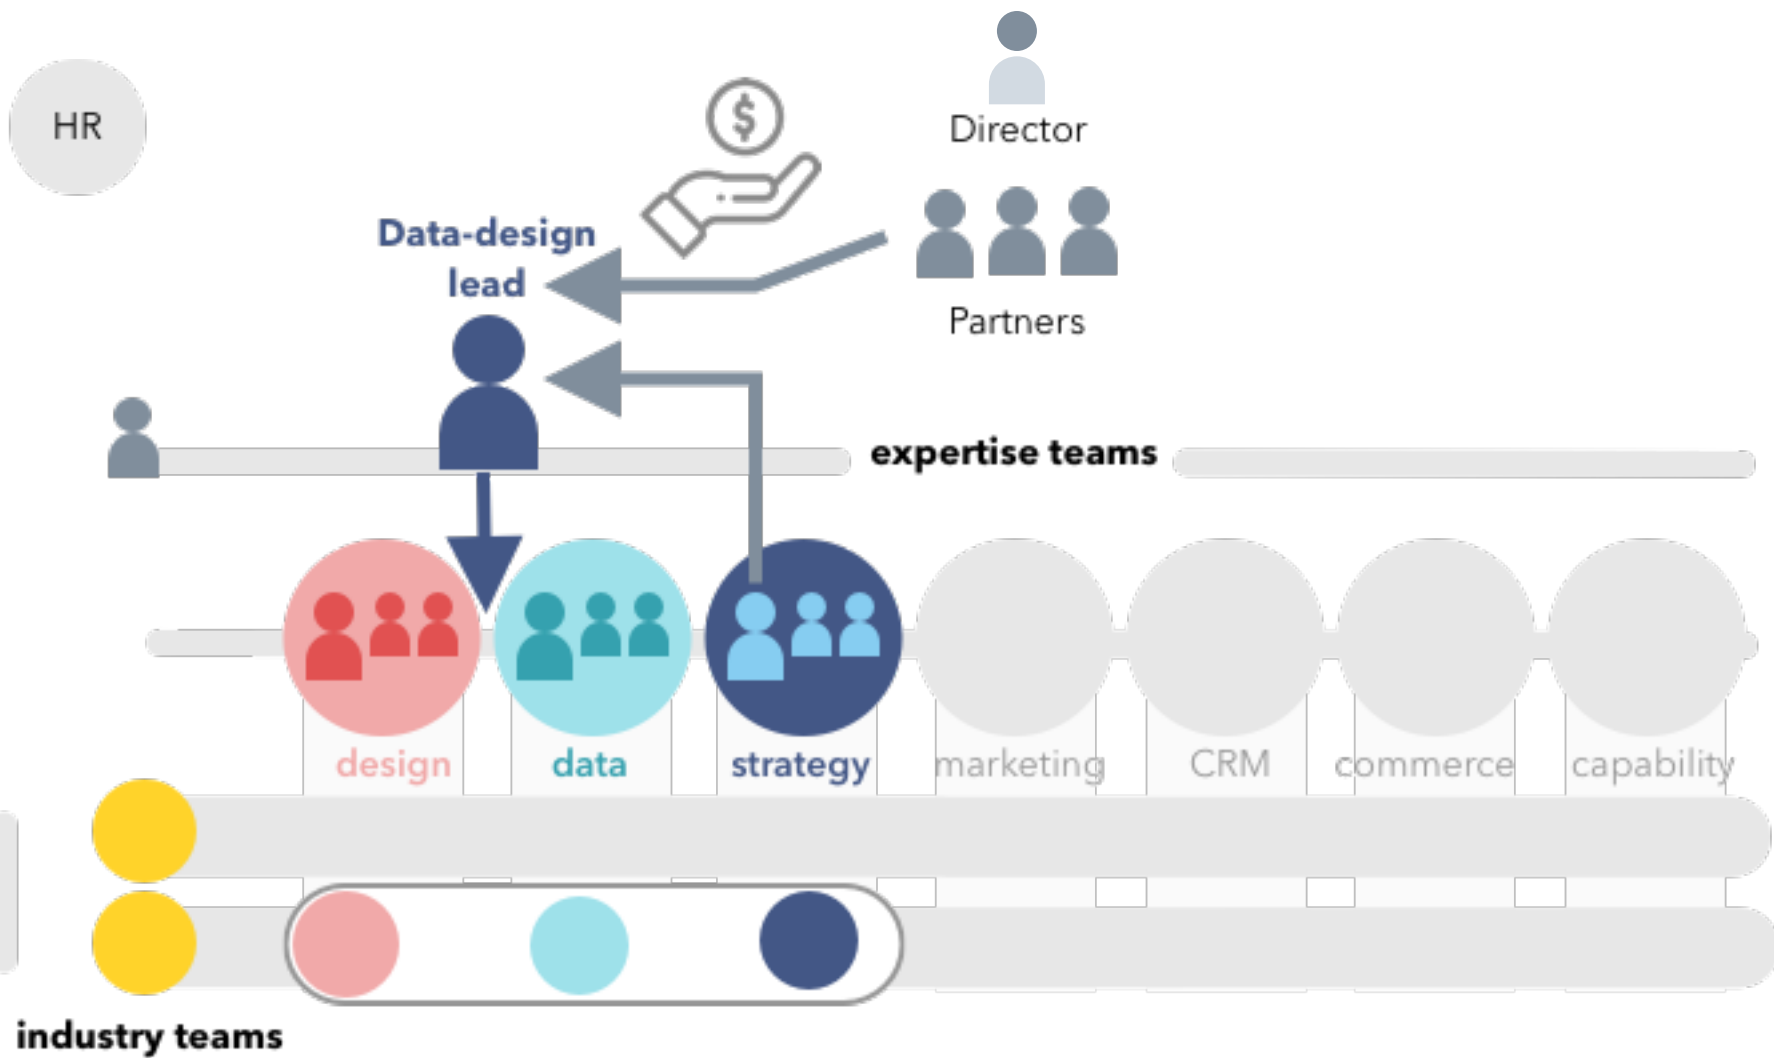 HR
$
Director
Data-design
lead
Partners
expertise teams
design
data
strategy
marketing
CRM
commerce
capability
industry teams